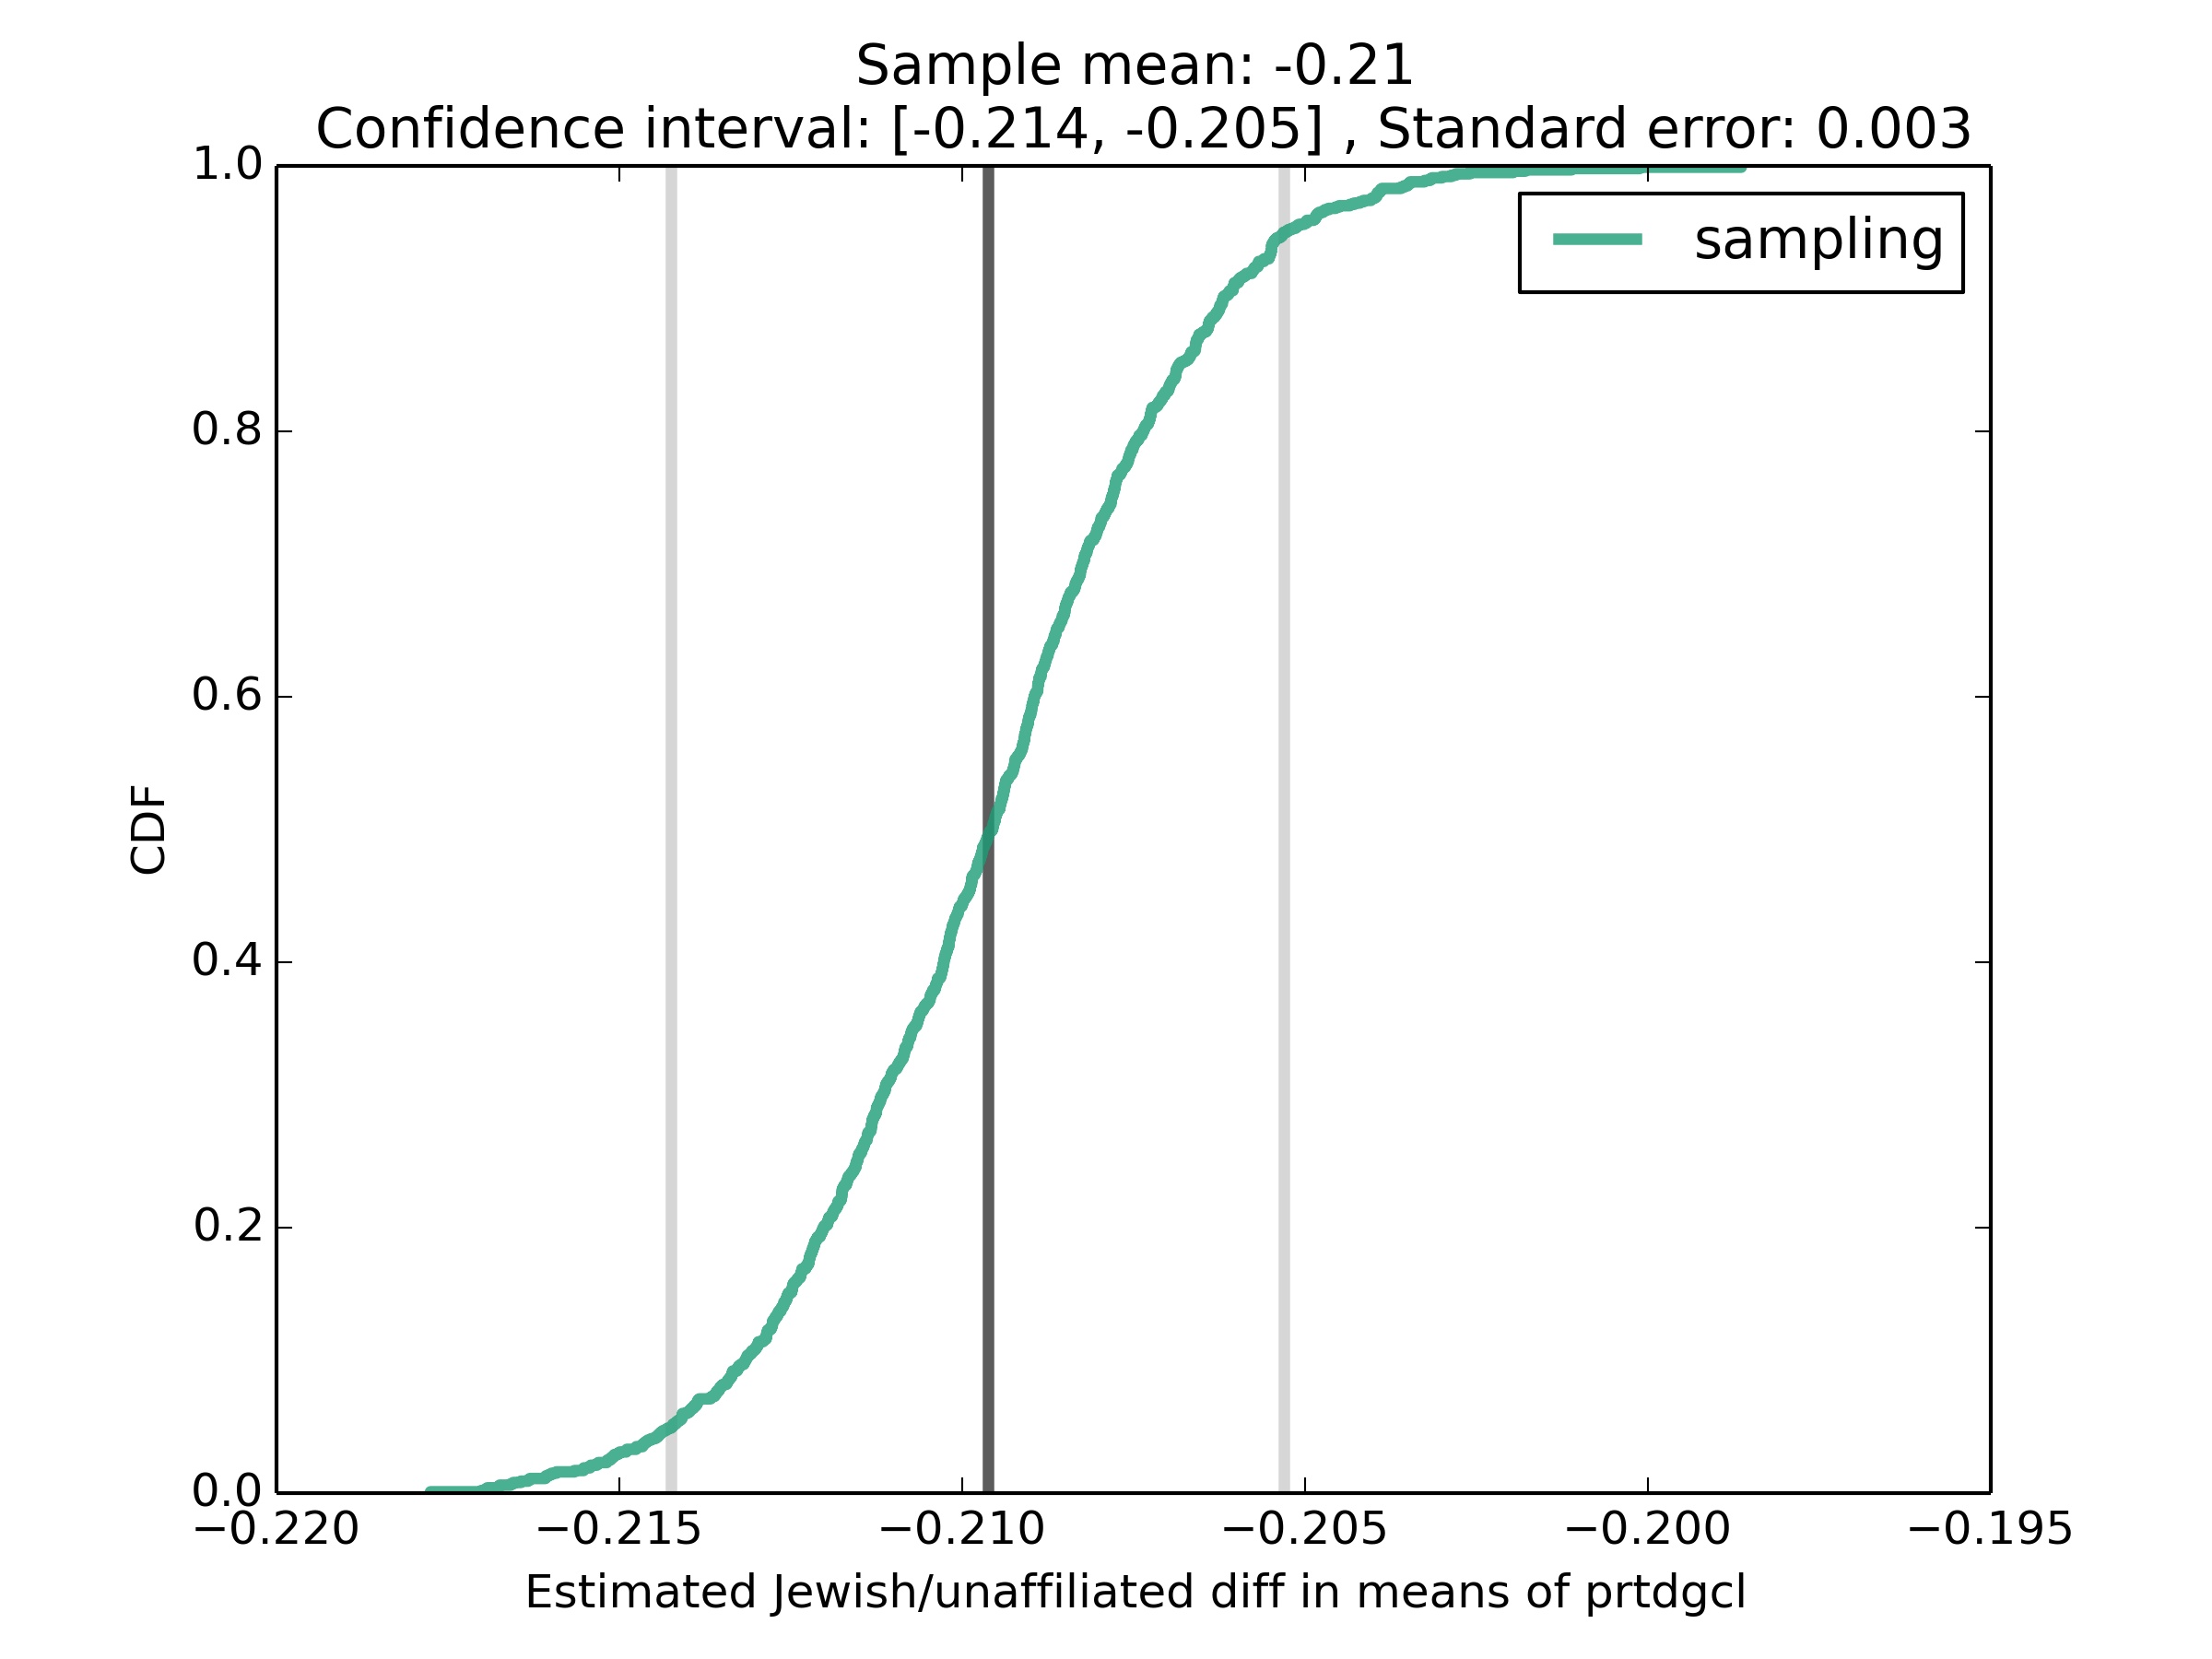 Sample mean: -0.21
Confidence interval: [-0.214, -0.205] , Standard error: 0.003
sampling
CDF
1.0
0.8
0.6
0.4
0.2
0.0
−0.220 −0.215 −0.210 −0.205 −0.200 −0.195
Estimated Jewish/unaffiliated diff in means of prtdgcl